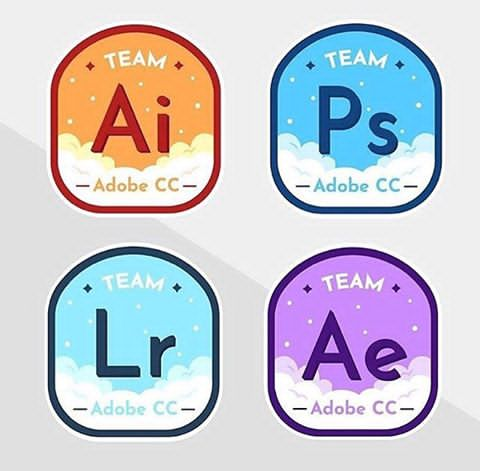 TEAM
Ai
— Adobe CC —
TEAM
Ps
— Adobe CC —
TEAM
Lr
— Adobe CC —
TEAM
Ae
— Adobe CC —